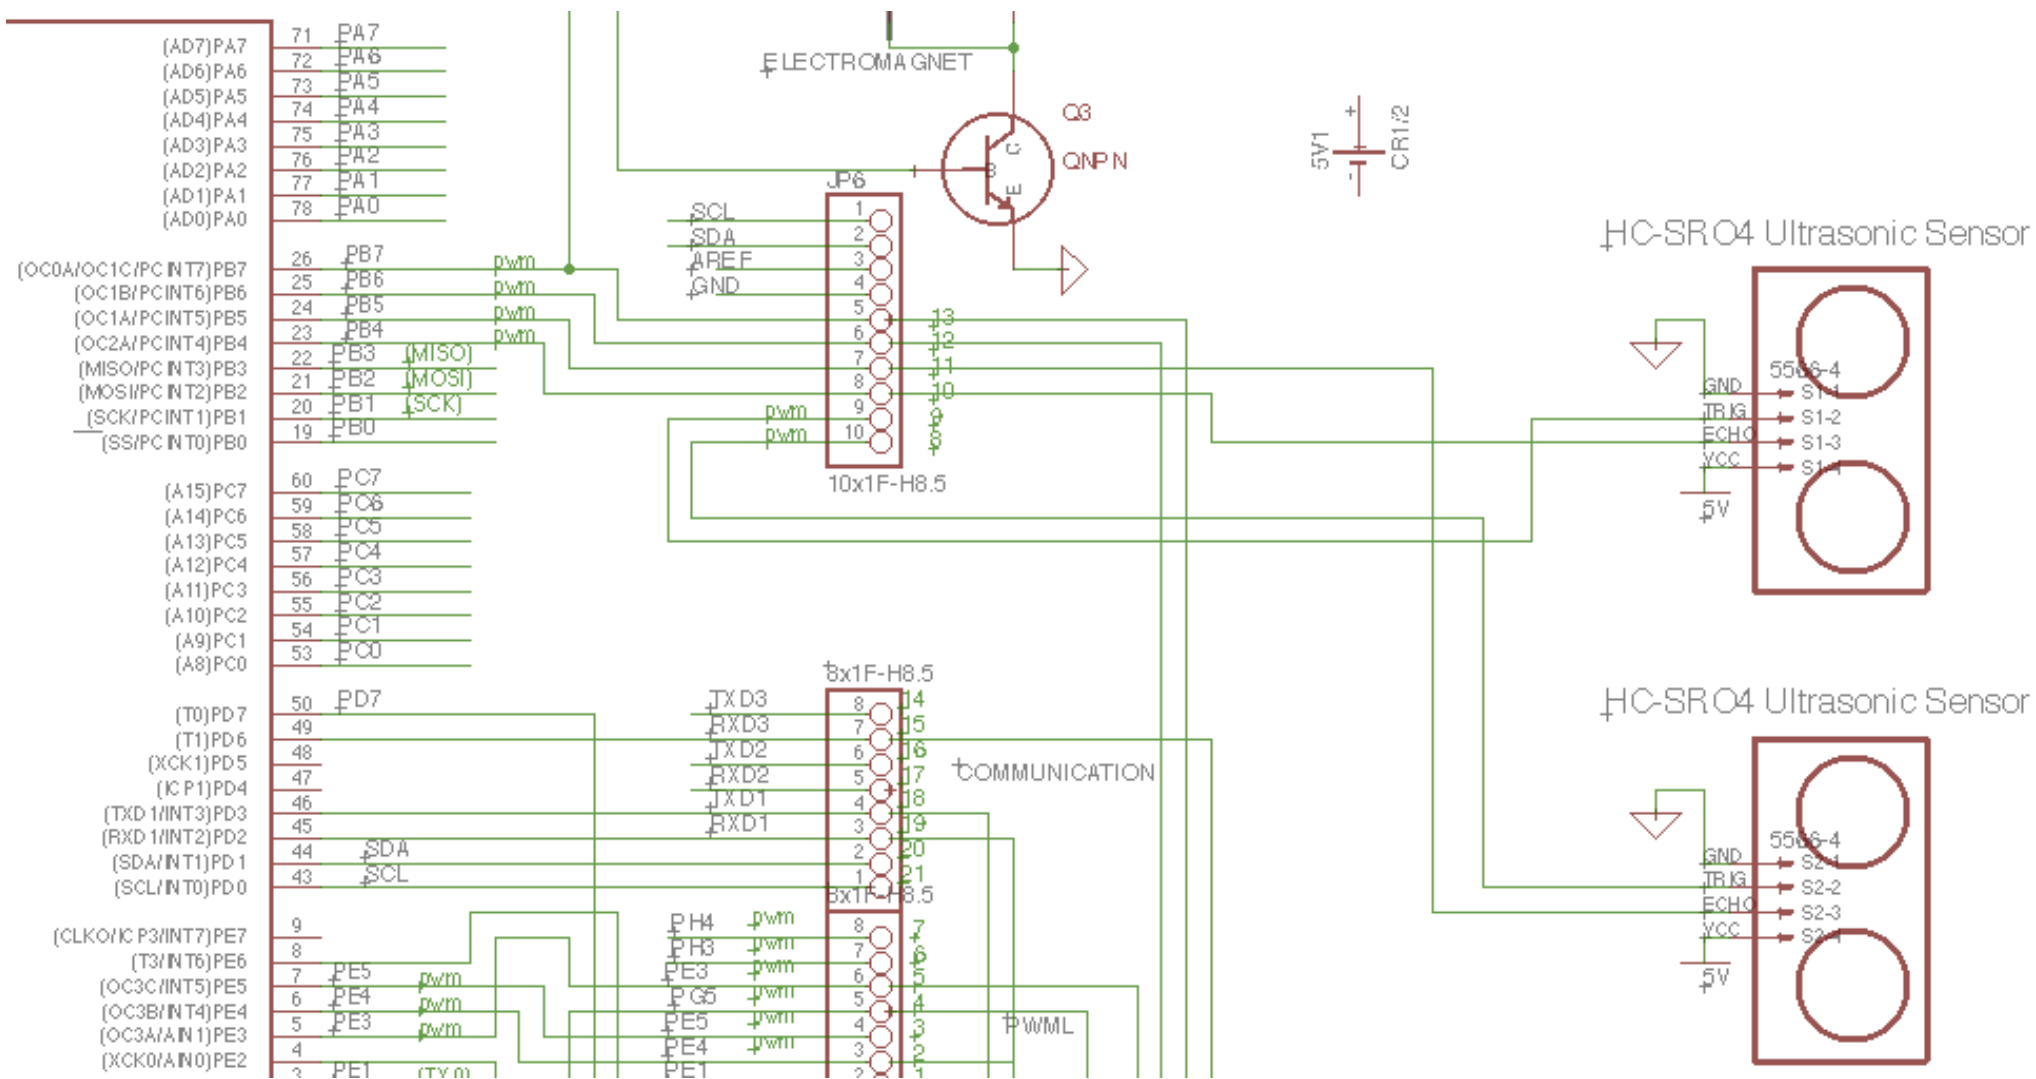 (AD7)PA7 71 PA7
(AD6)PA6 72 PA6
(AD5)PA5 73 PA5
(AD4)PA4 74 PA4
(AD3)PA3 75 PA3
(AD2)PA2 76 PA2
(AD1)PA1 77 PA1
(AD0)PA0 78 PA0
(OC0A/OC1C/PCINT7)PB7 26 PB7 pwm
(OC1B/PCINT6)PB6 25 PB6 pwm
(OC1A/PCINT5)PB5 24 PB5 pwm
(OC2A/PCINT4)PB4 23 PB4 pwm
(MISO/PCINT3)PB3 22 PB3 (MISO)
(MOSI/PCINT2)PB2 21 PB2 (MOSI)
(SCK/PCINT1)PB1 20 PB1 (SCK)
(SS/PCINT0)PB0 19 PB0
(A15)PC7 60 PC7
(A14)PC6 59 PC6
(A13)PC5 58 PC5
(A12)PC4 57 PC4
(A11)PC3 56 PC3
(A10)PC2 55 PC2
(A9)PC1 54 PC1
(A8)PC0 53 PC0
(T0)PD7 50 PD7
(T1)PD6 49
(XCK1)PD5 48
(ICP1)PD4 47
(TXD1/INT3)PD3 46
(RXD1/INT2)PD2 45
(SDA/INT1)PD1 44 SDA
(SCL/INT0)PD0 43 SCL
(CLKO/ICP3/INT7)PE7 9
(T3/INT6)PE6 8
(OC3C/INT5)PE5 7 PE5 pwm
(OC3B/INT4)PE4 6 PE4 pwm
(OC3A/AIN1)PE3 5 PE3 pwm
(XCK0/AIN0)PE2 4
3 PE1 (TX0)
ELECTROMAGNET
Q3
QNPN
C
B
E
5V1
+
-
CR1/2
JP6
SCL 1
SDA 2
AREF 3
GND 4
5 13
6 12
7 11
8 10
pwm 9 9
pwm 10 8
10x1F-H8.5
8x1F-H8.5
TXD3 8 14
RXD3 7 15
TXD2 6 16
RXD2 5 17
TXD1 4 18
RXD1 3 19
2 20
1 21
COMMUNICATION
8x1F-H8.5
PH4 pwm 8 7
PH3 pwm 7 6
PE3 pwm 6 5
PG5 pwm 5 4
PE5 pwm 4 3
PE4 pwm 3 2
PE1 2 1
PWML
HC-SRO4 Ultrasonic Sensor
5566-4
GND S1-1
TRIG S1-2
ECHO S1-3
VCC S1-4
5V
HC-SRO4 Ultrasonic Sensor
5566-4
GND S2-1
TRIG S2-2
ECHO S2-3
VCC S2-4
5V